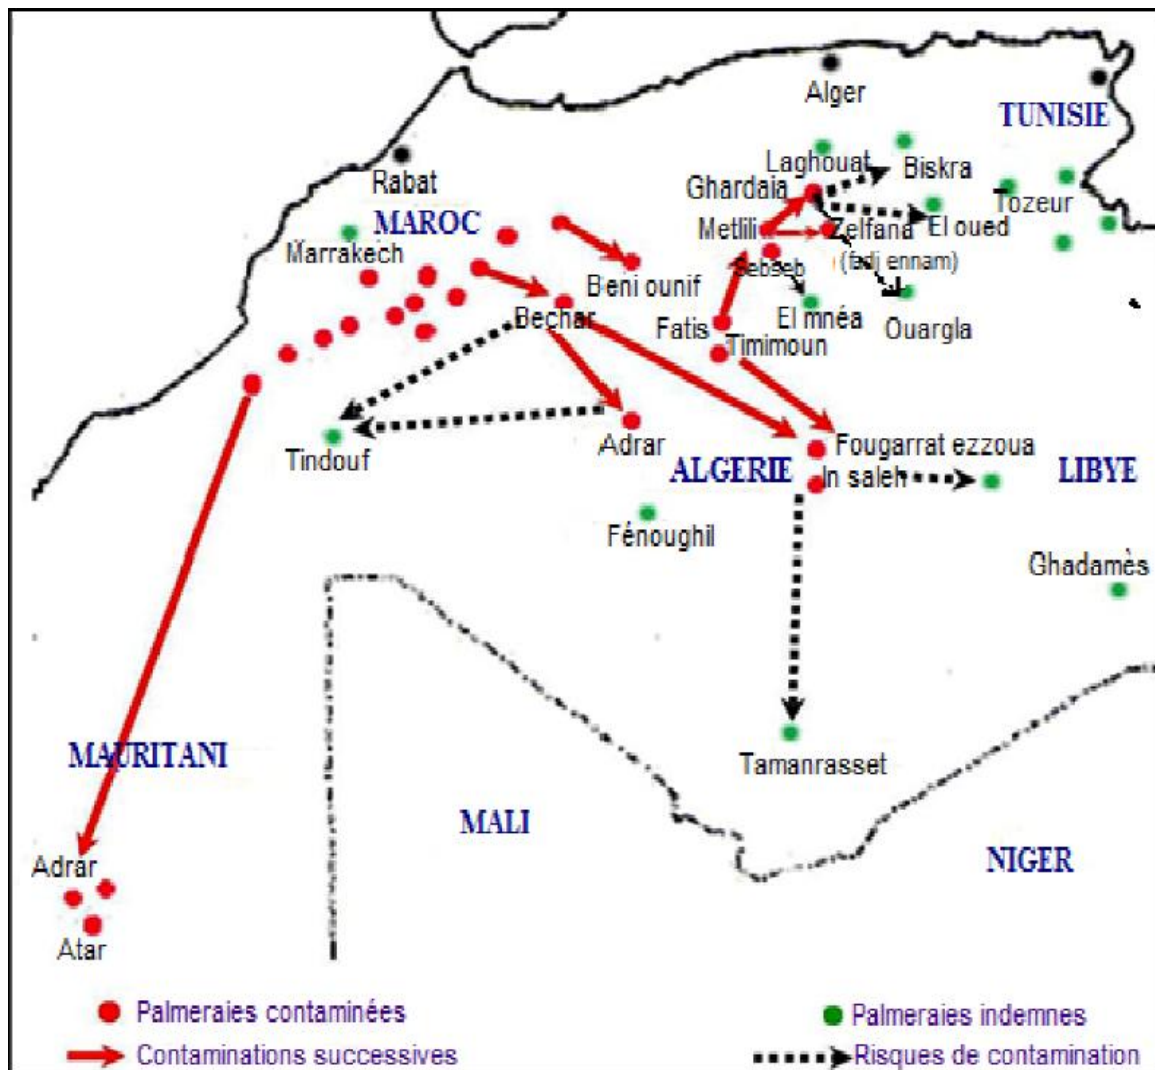 Alger
TUNISIE
Rabat
Laghouat
Biskra
Ghardaia
Tozeur
MAROC
Metlili
Zelfana
El oued
Marrakech
Sebseb
(fadj ennam)
Beni ounif
Bechar
Fatis
El mnéa
Ouargla
Timimoun
Adrar
Fougarrat ezzoua
Tindouf
ALGERIE
In saleh
LIBYE
Fénoughil
Ghadamès
MAURITANI
Tamanrasset
MALI
NIGER
Adrar
Atar
Palmeraies contaminées
Palmeraies indemnes
Contaminations successives
Risques de contamination